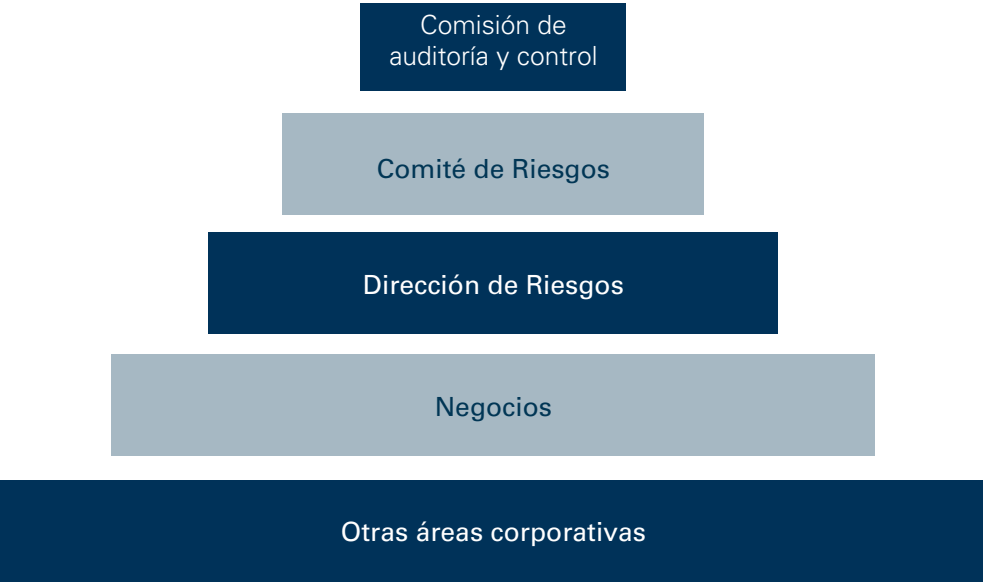 Comisión de
auditoría y control
Comité de Riesgos
Dirección de Riesgos
Negocios
Otras áreas corporativas